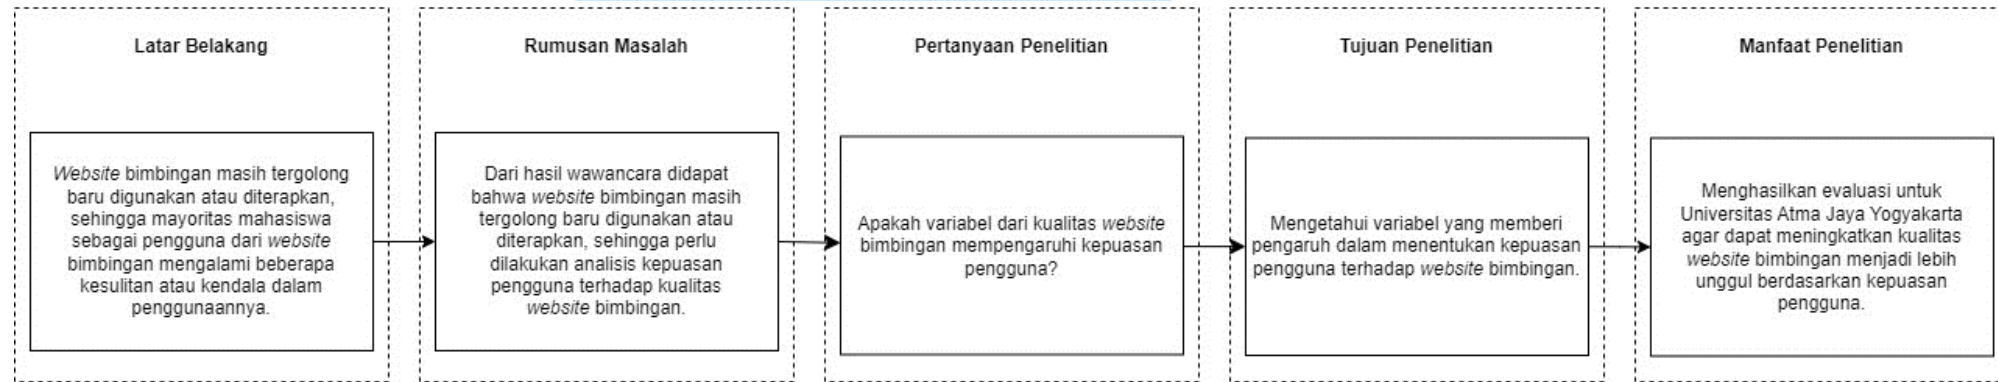 Latar Belakang
Website bimbingan masih tergolong
baru digunakan atau diterapkan,
sehingga mayoritas mahasiswa
sebagai pengguna dari website
bimbingan mengalami beberapa
kesulitan atau kendala dalam
penggunaannya.
Rumusan Masalah
Dari hasil wawancara didapat
bahwa website bimbingan masih
tergolong baru digunakan atau
diterapkan, sehingga perlu
dilakukan analisis kepuasan
pengguna terhadap kualitas
website bimbingan.
Pertanyaan Penelitian
Apakah variabel dari kualitas website
bimbingan mempengaruhi kepuasan
pengguna?
Tujuan Penelitian
Mengetahui variabel yang memberi
pengaruh dalam menentukan kepuasan
pengguna terhadap website bimbingan.
Manfaat Penelitian
Menghasilkan evaluasi untuk
Universitas Atma Jaya Yogyakarta
agar dapat meningkatkan kualitas
website bimbingan menjadi lebih
unggul berdasarkan kepuasan
pengguna.